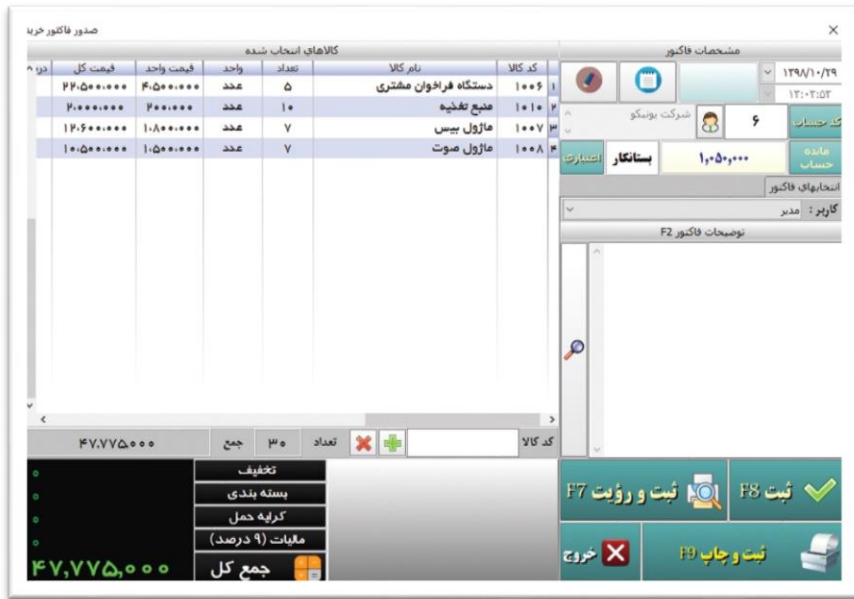 صدور فاکتور خرید
مشخصات فاکتور
۱۳۹۸/۱۰/۲۹
کد حساب ۶ شرکت یونیکو
مانده حساب ۱,۰۵۰,۰۰۰ بستانکار اعتباری
انتخابهای فاکتور
کاربر : مدیر
توضیحات فاکتور F2
ثبت F8
ثبت و رؤیت F7
ثبت و چاپ F9
خروج
کالاهای انتخاب شده
کد کالا نام کالا تعداد واحد قیمت واحد قیمت کل
۱ ۱۰۰۶ دستگاه فراخوان مشتری ۵ عدد ۴,۵۰۰,۰۰۰ ۲۲,۵۰۰,۰۰۰
۲ ۱۰۱۰ منبع تغذیه ۱۰ عدد ۲۰۰,۰۰۰ ۲,۰۰۰,۰۰۰
۳ ۱۰۰۷ ماژول بیس ۷ عدد ۱,۸۰۰,۰۰۰ ۱۲,۶۰۰,۰۰۰
۴ ۱۰۰۸ ماژول صوت ۷ عدد ۱,۵۰۰,۰۰۰ ۱۰,۵۰۰,۰۰۰
کد کالا تعداد ۳۰ جمع ۴۷,۷۷۵,۰۰۰
تخفیف ۰
بسته بندی ۰
کرایه حمل ۰
مالیات (۹ درصد) ۰
جمع کل ۴۷,۷۷۵,۰۰۰